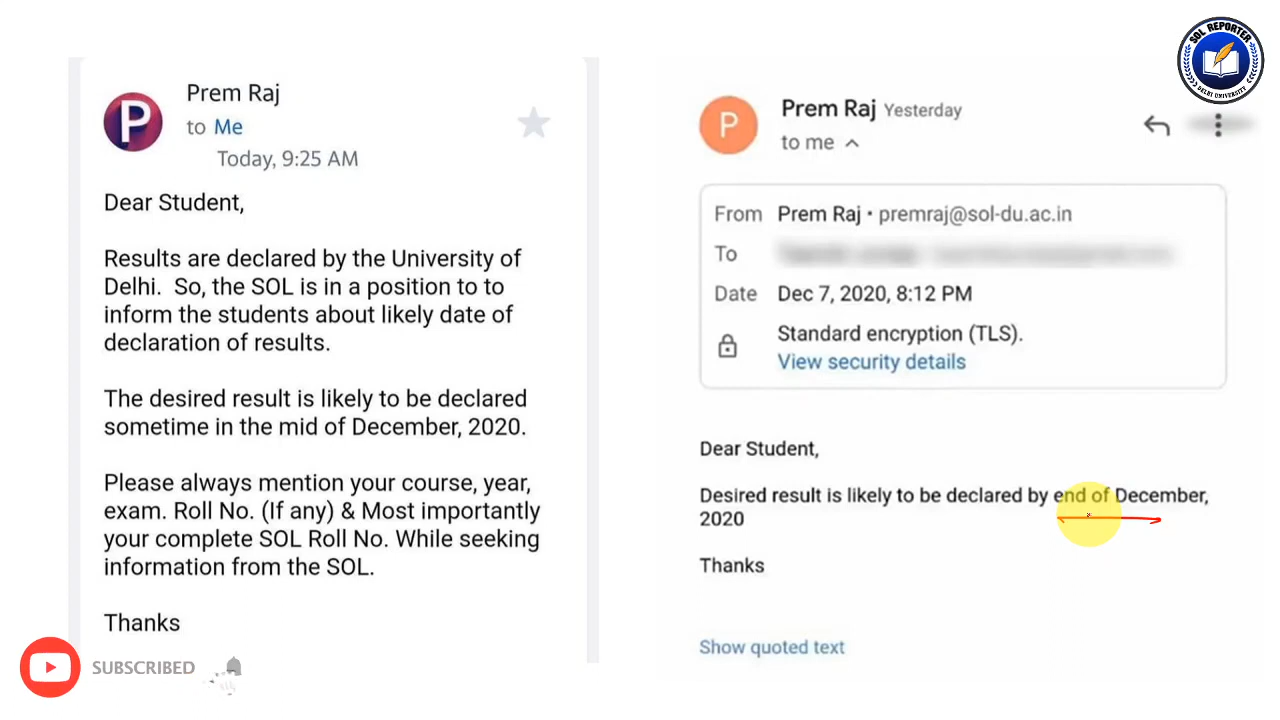 P
Prem Raj
to Me
Today, 9:25 AM
Dear Student,
Results are declared by the University of
Delhi. So, the SOL is in a position to to
inform the students about likely date of
declaration of results.
The desired result is likely to be declared
sometime in the mid of December, 2020.
Please always mention your course, year,
exam. Roll No. (If any) & Most importantly
your complete SOL Roll No. While seeking
information from the SOL.
Thanks
SUBSCRIBED
SOL REPORTER
DELHI UNIVERSITY
P
Prem Raj Yesterday
to me
From Prem Raj • premraj@sol-du.ac.in
To
Date Dec 7, 2020, 8:12 PM
Standard encryption (TLS).
View security details
Dear Student,
Desired result is likely to be declared by end of December,
2020
Thanks
Show quoted text